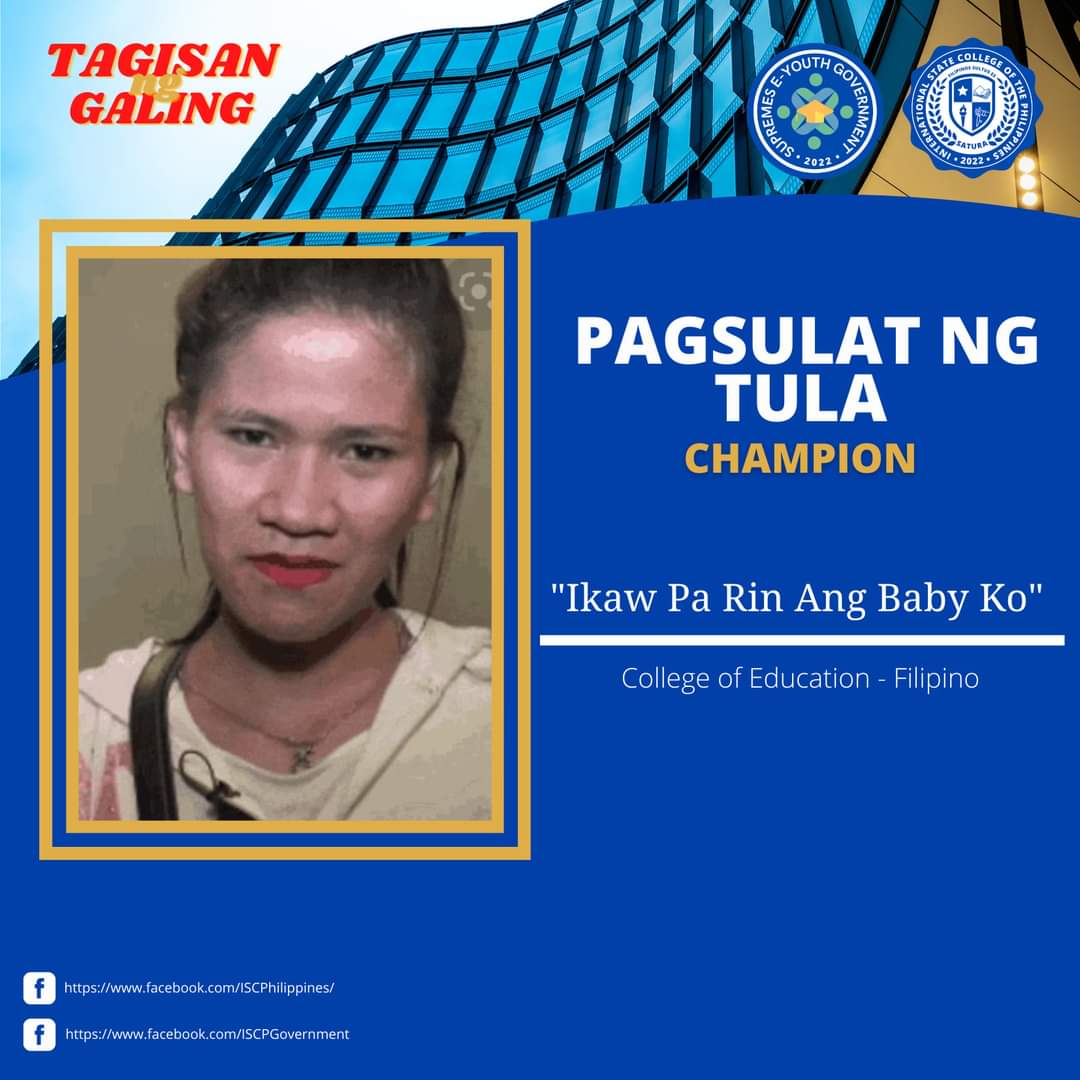 TAGISAN
ng
GALING
SUPREMES E-YOUTH GOVERNMENT
• 2022 •
INTERNATIONAL STATE COLLEGE OF THE PHILIPPINES
SATURA
• 2022 •
PAGSULAT NG
TULA
CHAMPION
"Ikaw Pa Rin Ang Baby Ko"
College of Education - Filipino
https://www.facebook.com/ISCPhilippines/
https://www.facebook.com/ISCPGovernment